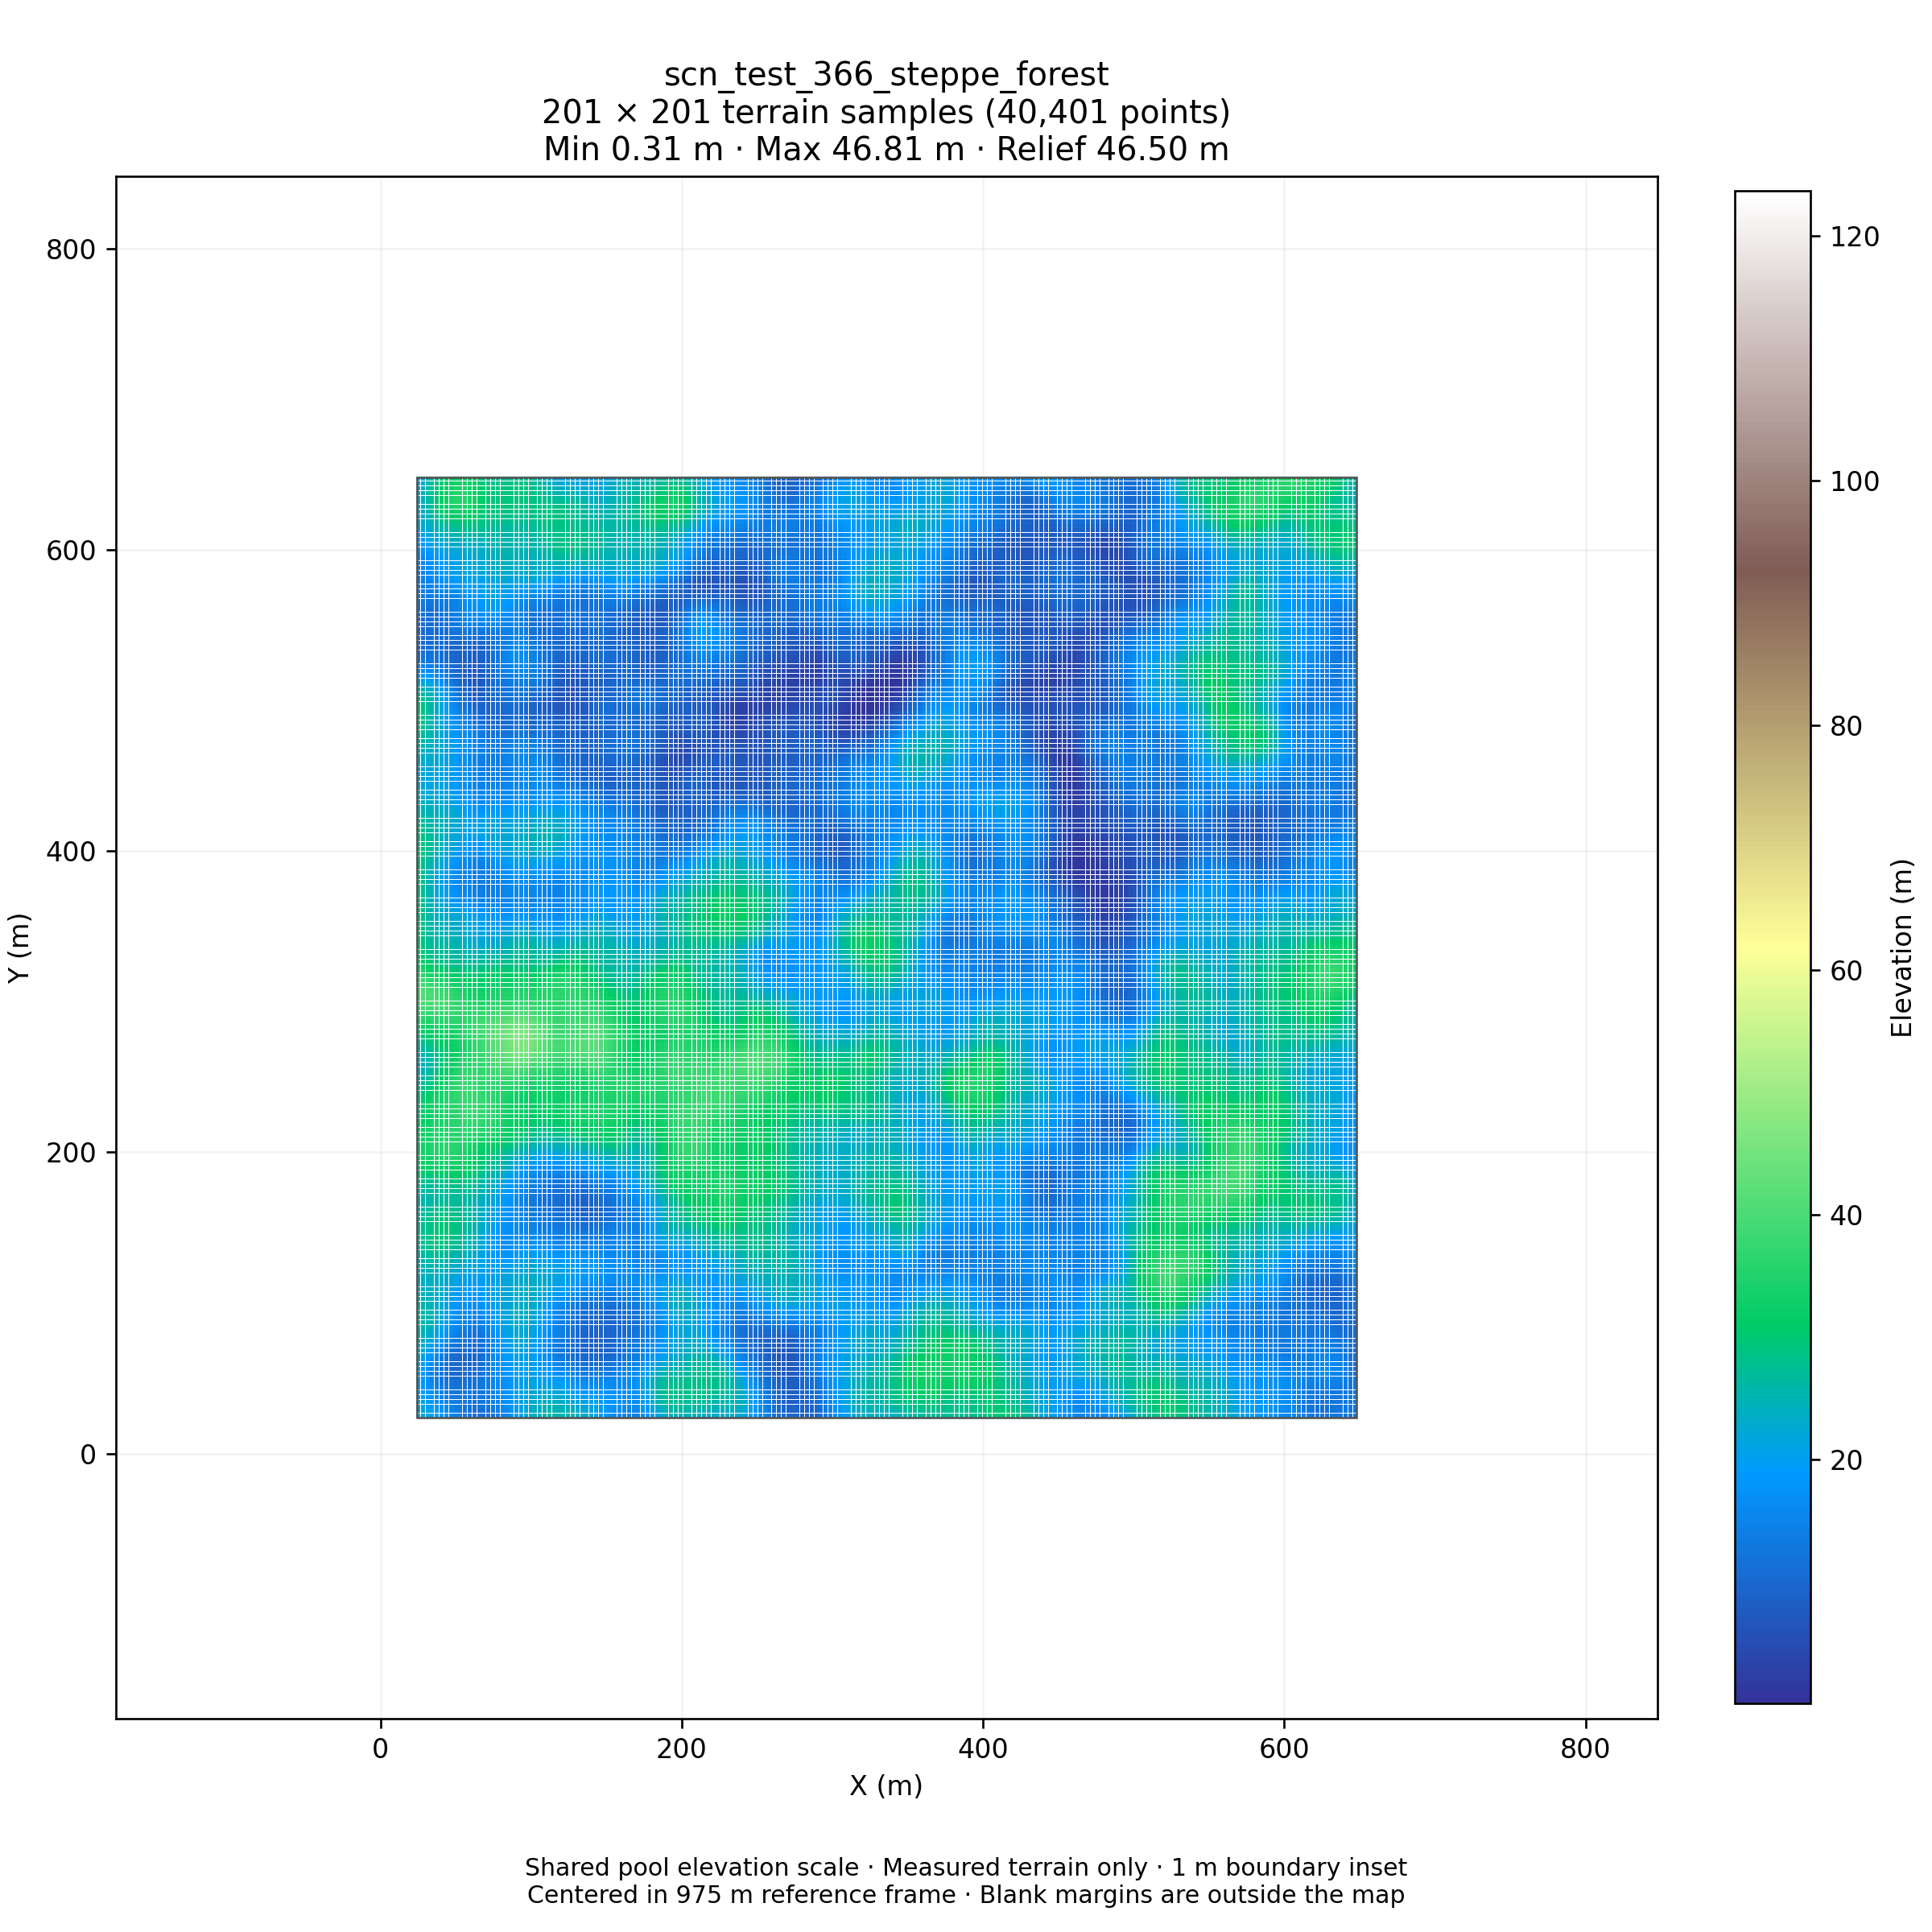 scn_test_366_steppe_forest
201 × 201 terrain samples (40,401 points)
Min 0.31 m · Max 46.81 m · Relief 46.50 m
800
600
400
200
0
Y (m)
0
200
400
600
800
X (m)
120
100
80
60
40
20
Elevation (m)
Shared pool elevation scale · Measured terrain only · 1 m boundary inset
Centered in 975 m reference frame · Blank margins are outside the map